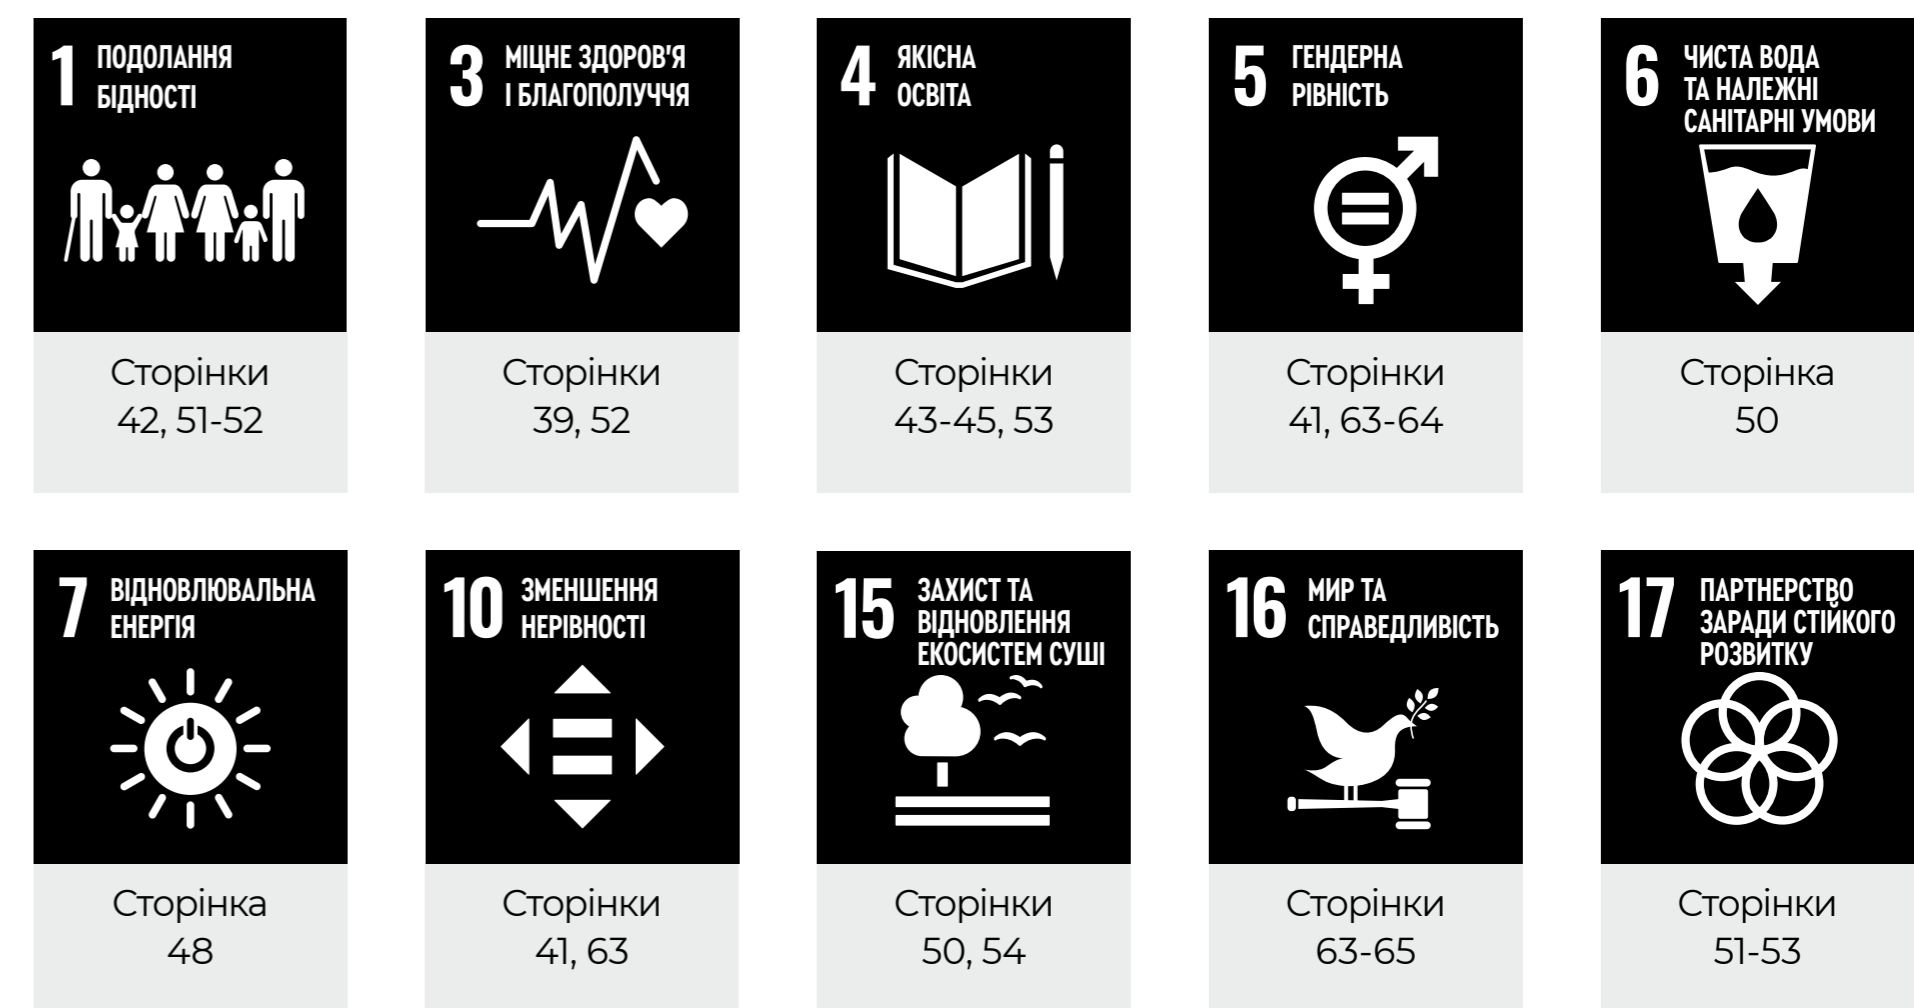 1 ПОДОЛАННЯ
БІДНОСТІ
Сторінки
42, 51-52
3 МІЦНЕ ЗДОРОВ'Я
І БЛАГОПОЛУЧЧЯ
Сторінки
39, 52
4 ЯКІСНА
ОСВІТА
Сторінки
43-45, 53
5 ГЕНДЕРНА
РІВНІСТЬ
Сторінки
41, 63-64
6 ЧИСТА ВОДА
ТА НАЛЕЖНІ
САНІТАРНІ УМОВИ
Сторінка
50
7 ВІДНОВЛЮВАЛЬНА
ЕНЕРГІЯ
Сторінка
48
10 ЗМЕНШЕННЯ
НЕРІВНОСТІ
Сторінки
41, 63
15 ЗАХИСТ ТА
ВІДНОВЛЕННЯ
ЕКОСИСТЕМ СУШІ
Сторінки
50, 54
16 МИР ТА
СПРАВЕДЛИВІСТЬ
Сторінки
63-65
17 ПАРТНЕРСТВО
ЗАРАДИ СТІЙКОГО
РОЗВИТКУ
Сторінки
51-53